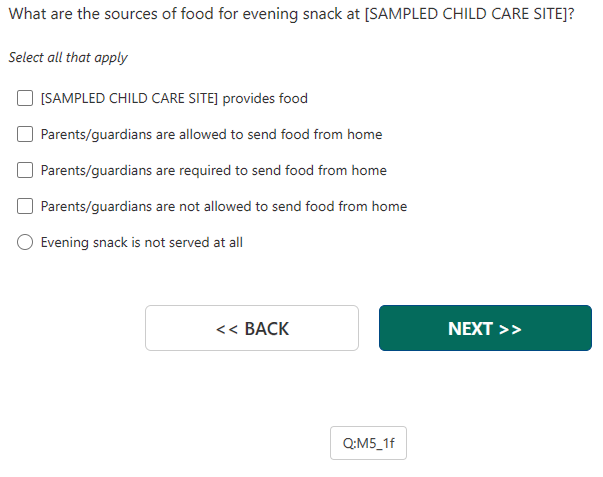 What are the sources of food for evening snack at [SAMPLED CHILD CARE SITE]?
Select all that apply
[SAMPLED CHILD CARE SITE] provides food
Parents/guardians are allowed to send food from home
Parents/guardians are required to send food from home
Parents/guardians are not allowed to send food from home
Evening snack is not served at all
<< BACK
NEXT >>
Q:M5_1f